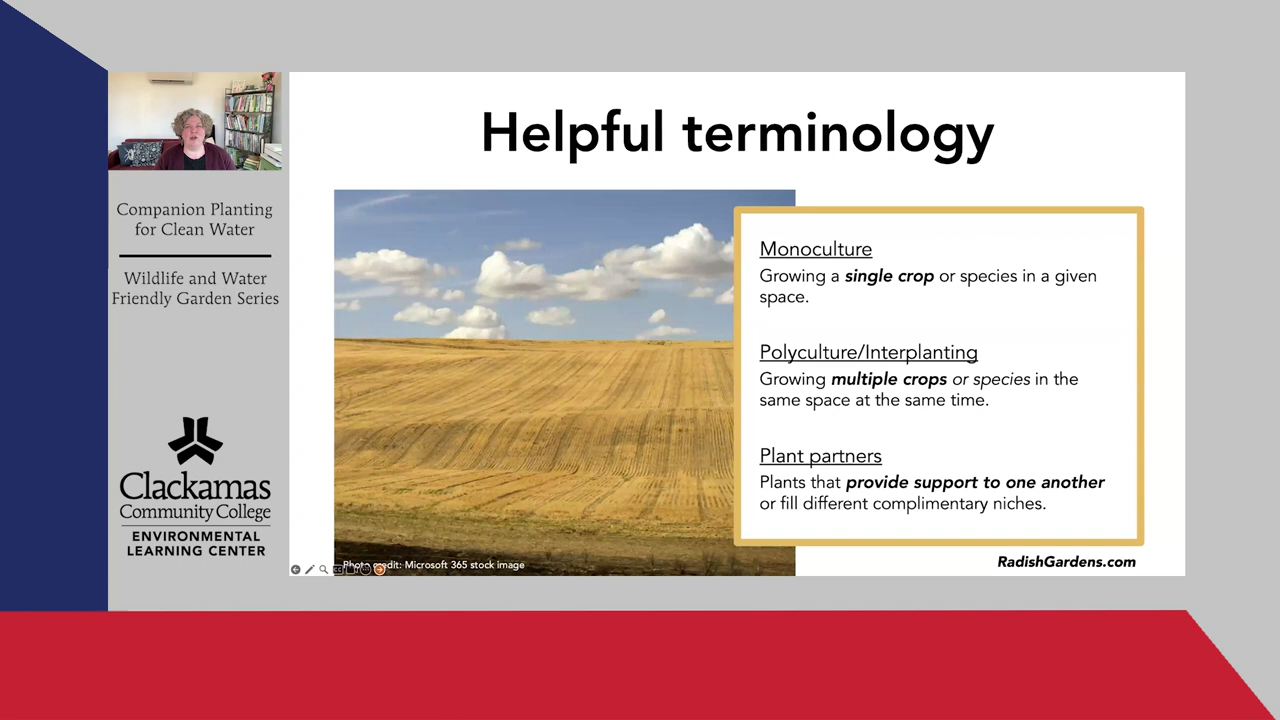 Helpful terminology
Companion Planting
for Clean Water
Wildlife and Water
Friendly Garden Series
Clackamas
Community College
ENVIRONMENTAL
LEARNING CENTER
Monoculture
Growing a single crop or species in a given
space.
Polyculture/Interplanting
Growing multiple crops or species in the
same space at the same time.
Plant partners
Plants that provide support to one another
or fill different complimentary niches.
Photo credit: Microsoft 365 stock image
RadishGardens.com